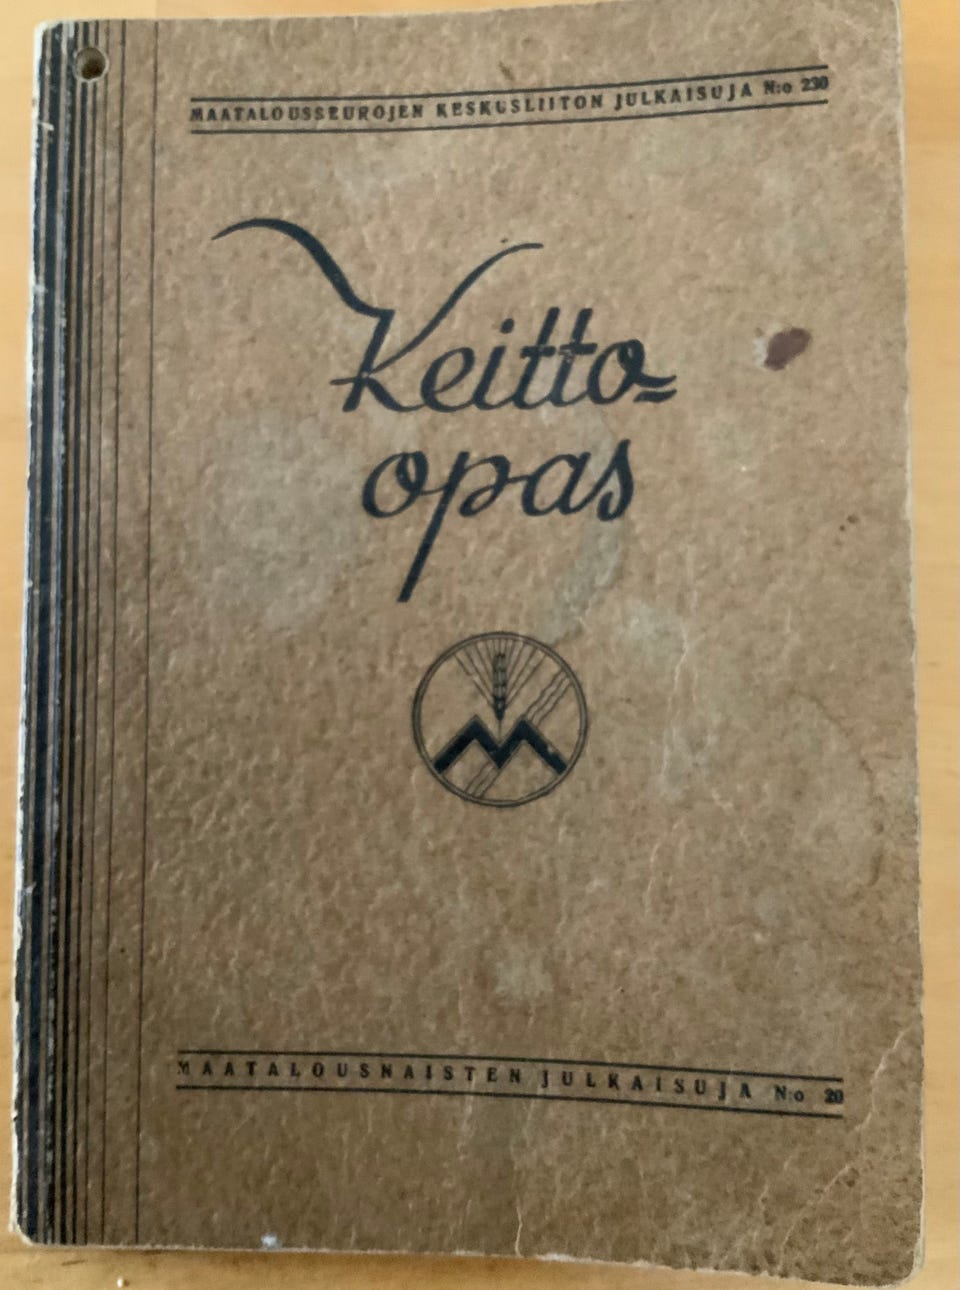 MAATALOUSSEUROJEN KESKUSLIITON JULKAISUJA N:o 230
Keitto-
opas
MAATALOUSNAISTEN JULKAISUJA N:o 20